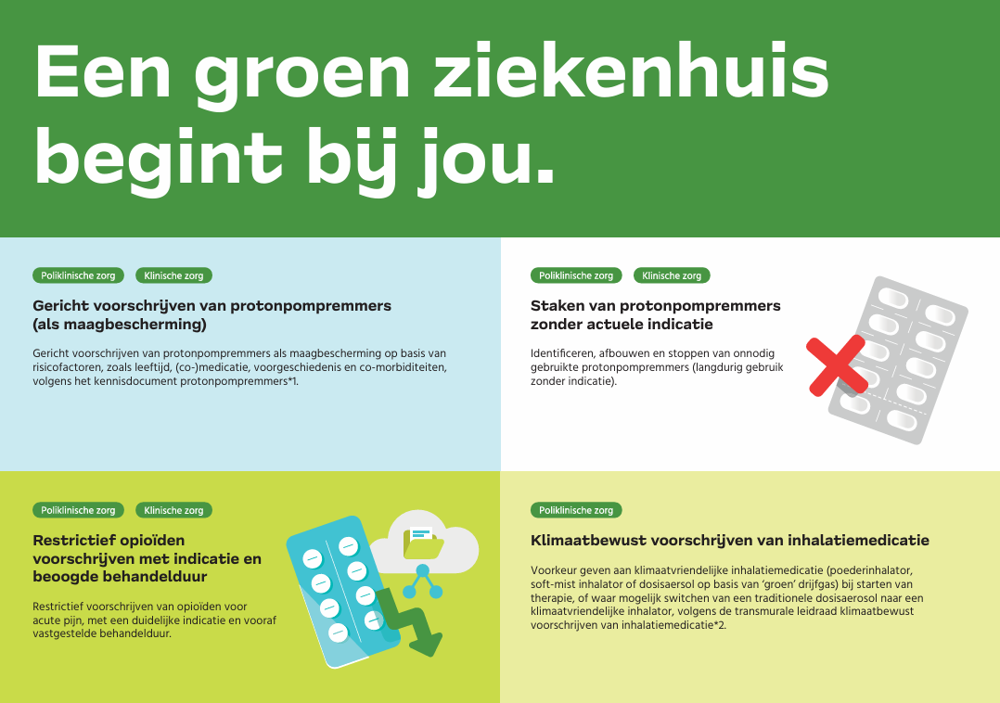 Een groen ziekenhuis
begint bij jou.
Poliklinische zorg
Klinische zorg
Gericht voorschrijven van protonpompremmers
(als maagbescherming)
Gericht voorschrijven van protonpompremmers als maagbescherming op basis van
risicofactoren, zoals leeftijd, (co-)medicatie, voorgeschiedenis en co-morbiditeiten,
volgens het kennisdocument protonpompremmers*1.
Poliklinische zorg
Klinische zorg
Staken van protonpompremmers
zonder actuele indicatie
Identificeren, afbouwen en stoppen van onnodig
gebruikte protonpompremmers (langdurig gebruik
zonder indicatie).
Poliklinische zorg
Klinische zorg
Restrictief opioïden
voorschrijven met indicatie en
beoogde behandelduur
Restrictief voorschrijven van opioïden voor
acute pijn, met een duidelijke indicatie en vooraf
vastgestelde behandelduur.
Poliklinische zorg
Klimaatbewust voorschrijven van inhalatiemedicatie
Voorkeur geven aan klimaatvriendelijke inhalatiemedicatie (poederinhalator,
soft-mist inhalator of dosisaersol op basis van ‘groen’ drijfgas) bij starten van
therapie, of waar mogelijk switchen van een traditionele dosisaerosol naar een
klimaatvriendelijke inhalator, volgens de transmurale leidraad klimaatbewust
voorschrijven van inhalatiemedicatie*2.